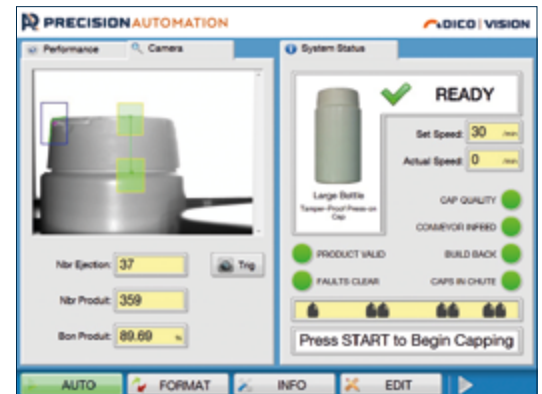 PRECISION AUTOMATION
DICO VISION
Performance
Camera
System Status
READY
Set Speed: 30 /min
Actual Speed: 0 /min
Large Bottle
Tamper-Proof Press-on
Cap
CAP QUALITY
CONVEYOR INFEED
PRODUCT VALID
BUILD BACK
FAULTS CLEAR
CAPS IN CHUTE
Nbr Ejection: 37
Trig
Nbr Produit: 359
Bon Produit: 89.69 %
Press START to Begin Capping
AUTO
FORMAT
INFO
EDIT